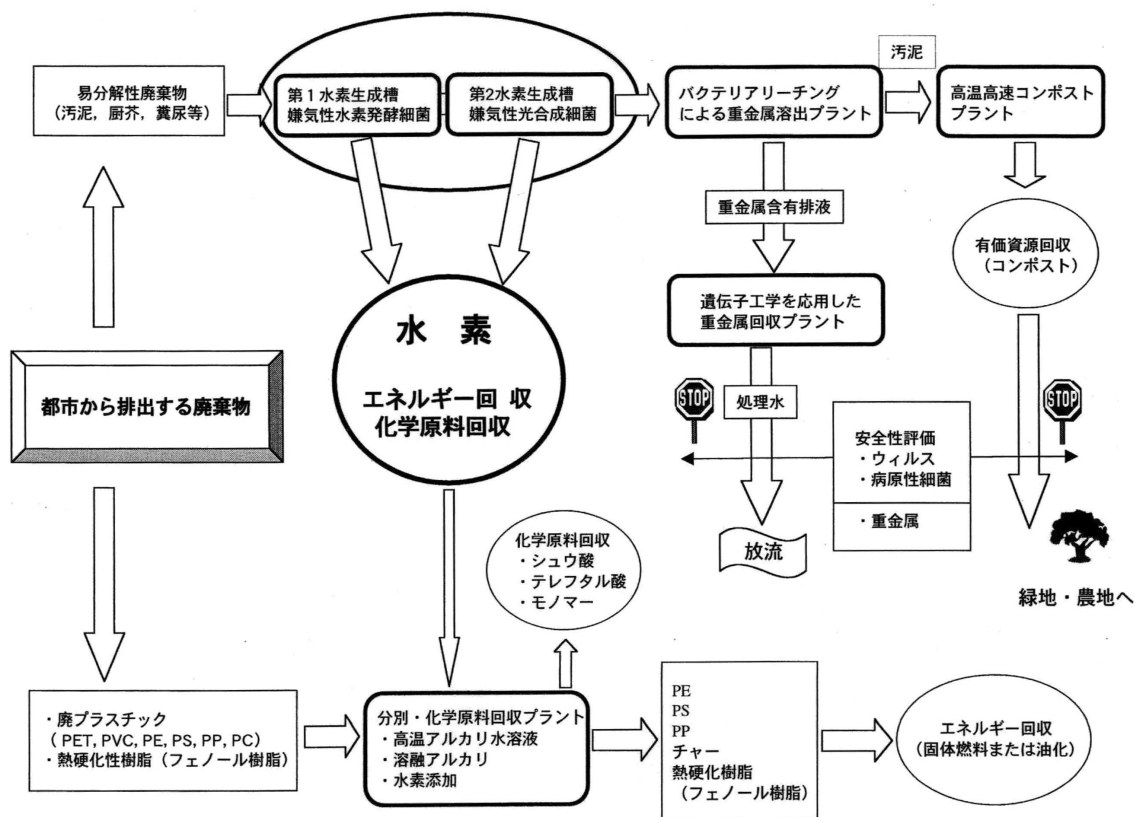 汚泥
易分解性廃棄物
(汚泥，厨芥，糞尿等)
第1水素生成槽
嫌気性水素発酵細菌
第2水素生成槽
嫌気性光合成細菌
バクテリアリーチング
による重金属溶出プラント
高温高速コンポスト
プラント
重金属含有排液
有価資源回収
（コンポスト）
遺伝子工学を応用した
重金属回収プラント
水　素
エネルギー回 収
化学原料回収
都市から排出する廃棄物
STOP
処理水
STOP
安全性評価
・ウィルス
・病原性細菌
・重金属
放流
緑地・農地へ
化学原料回収
・シュウ酸
・テレフタル酸
・モノマー
・廃プラスチック
( PET, PVC, PE, PS, PP, PC)
・熱硬化性樹脂（フェノール樹脂）
分別・化学原料回収プラント
・高温アルカリ水溶液
・溶融アルカリ
・水素添加
PE
PS
PP
チャー
熱硬化樹脂
（フェノール樹脂）
エネルギー回収
(固体燃料または油化)